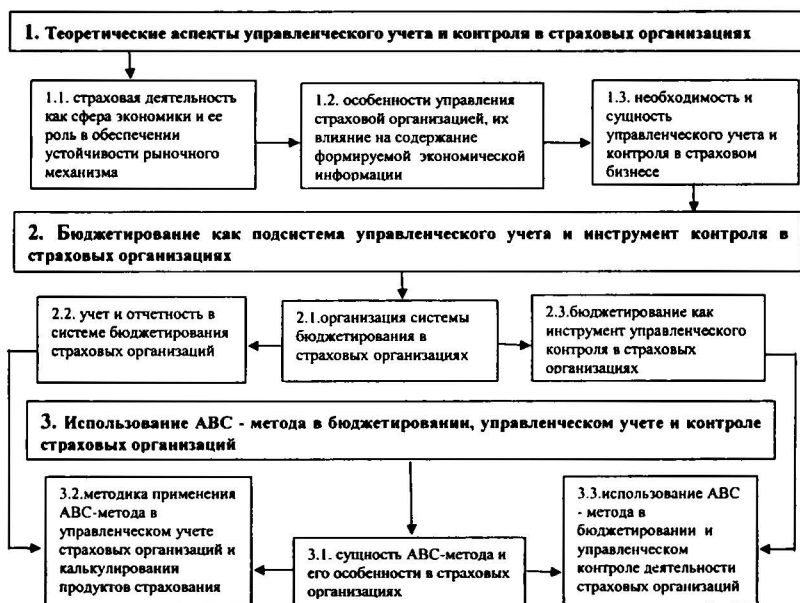 1. Теоретические аспекты управленческого учета и контроля в страховых организациях
1.1. страховая деятельность
как сфера экономики и ее
роль в обеспечении
устойчивости рыночного
механизма
1.2. особенности управления
страховой организацией, их
влияние на содержание
формируемой экономической
информации
1.3. необходимость и
сущность
управленческого учета и
контроля в страховом
бизнесе
2. Бюджетирование как подсистема управленческого учета и инструмент контроля в
страховых организациях
2.2. учет и отчетность в
системе бюджетирования
страховых организаций
2.1.организация системы
бюджетирования в
страховых организациях
2.3.бюджетирование как
инструмент управленческого
контроля в страховых
организациях
3. Использование АВС - метода в бюджетировании, управленческом учете и контроле
страховых организаций
3.2.методика применения
АВС-метода в
управленческом учете
страховых организаций и
калькулировании
продуктов страхования
3.1. сущность АВС-метода и
его особенности в страховых
организациях
3.3.использование АВС
- метода в
бюджетировании и
управленческом
контроле деятельности
страховых организаций